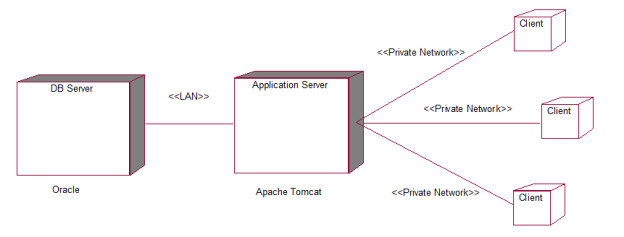 Client
<<Private Network>>
DB Server
<<LAN>>
Application Server
<<Private Network>>
Client
Oracle
Apache Tomcat
<<Private Network>>
Client